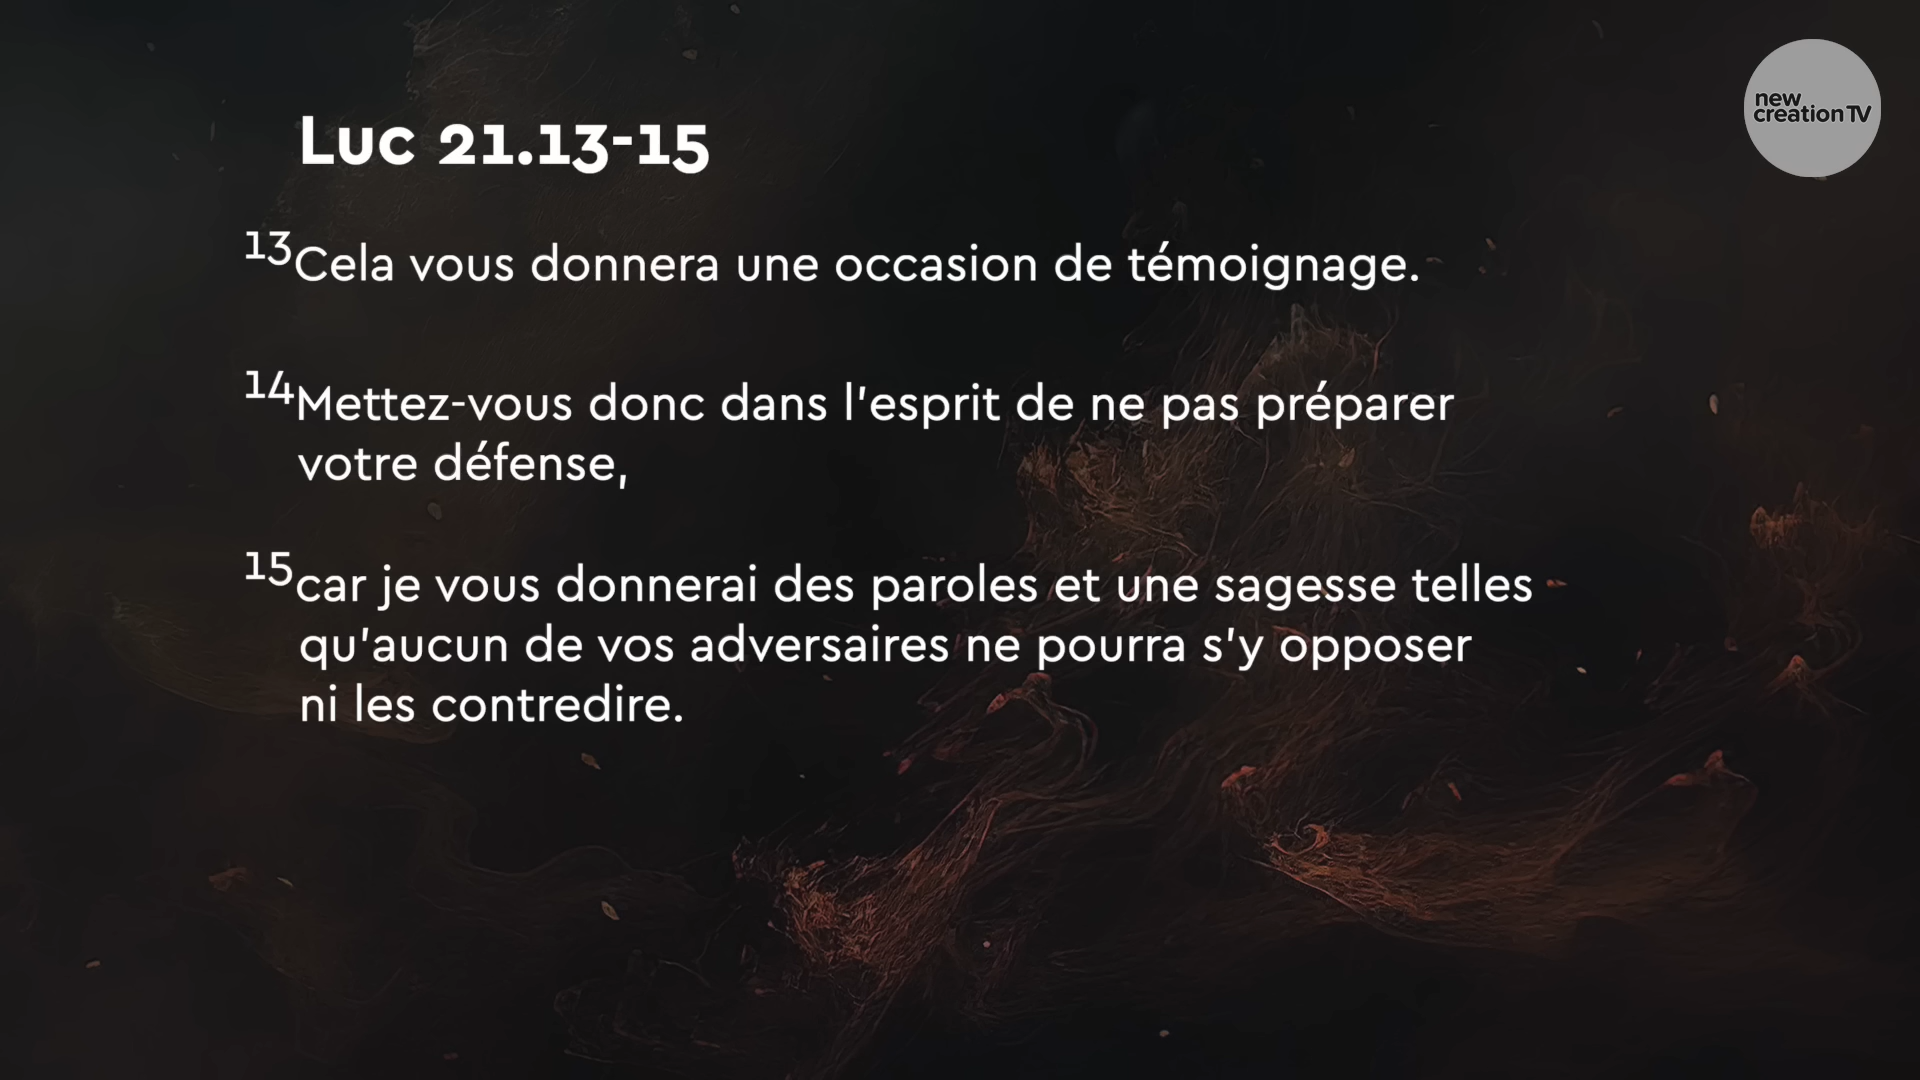 new
creationTV
Luc 21.13-15
13Cela vous donnera une occasion de témoignage.
14Mettez-vous donc dans l'esprit de ne pas préparer
votre défense,
15car je vous donnerai des paroles et une sagesse telles
qu'aucun de vos adversaires ne pourra s'y opposer
ni les contredire.